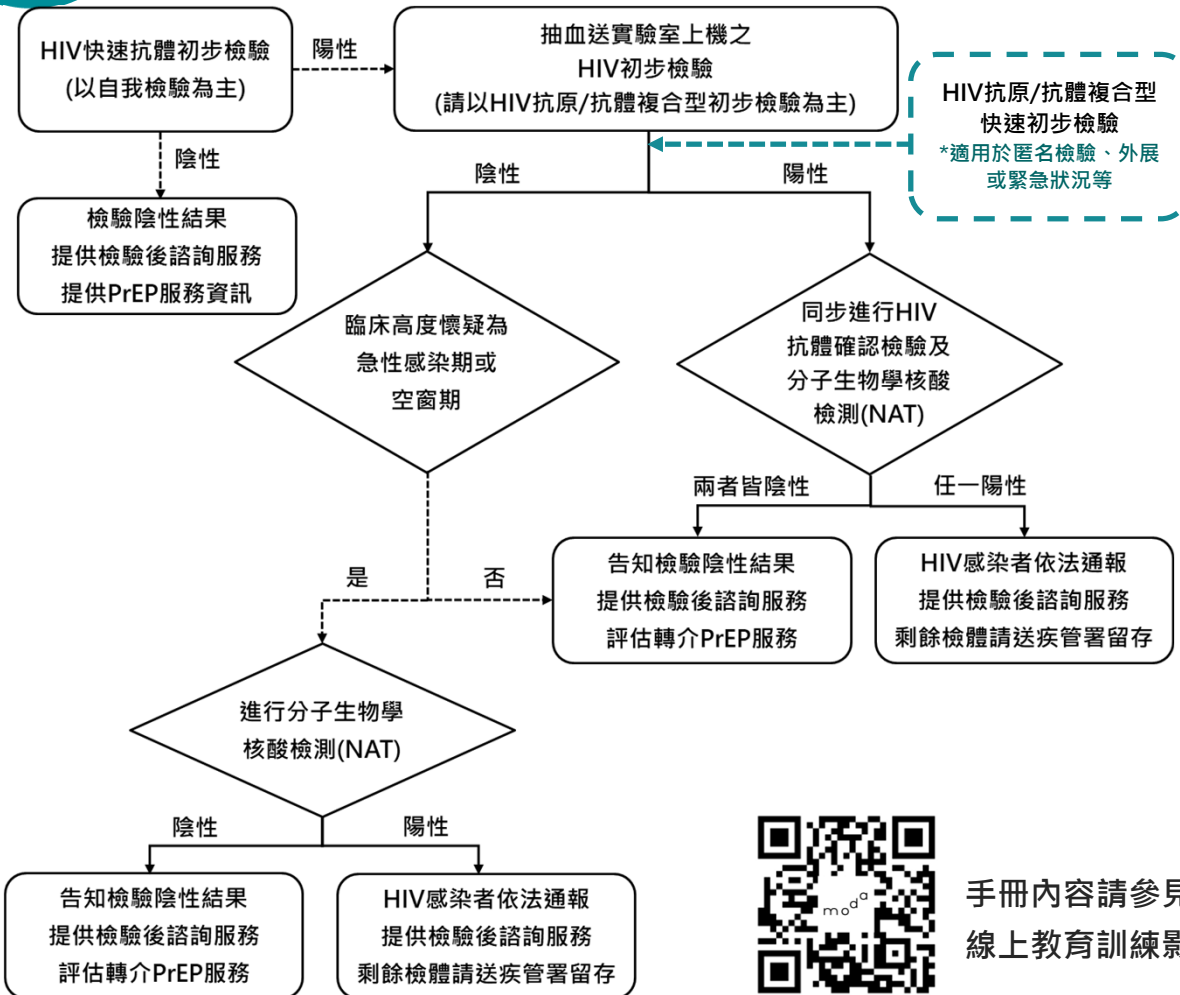 HIV快速抗體初步檢驗
(以自我檢驗為主)
陽性
抽血送實驗室上機之
HIV初步檢驗
(請以HIV抗原/抗體複合型初步檢驗為主)
HIV抗原/抗體複合型
快速初步檢驗
*適用於匿名檢驗、外展
或緊急狀況等
陰性
陰性
陽性
檢驗陰性結果
提供檢驗後諮詢服務
提供PrEP服務資訊
臨床高度懷疑為
急性感染期或
空窗期
同步進行HIV
抗體確認檢驗及
分子生物學核酸
檢測(NAT)
兩者皆陰性
任一陽性
是
否
告知檢驗陰性結果
提供檢驗後諮詢服務
評估轉介PrEP服務
HIV感染者依法通報
提供檢驗後諮詢服務
剩餘檢體請送疾管署留存
進行分子生物學
核酸檢測(NAT)
陰性
陽性
告知檢驗陰性結果
提供檢驗後諮詢服務
評估轉介PrEP服務
HIV感染者依法通報
提供檢驗後諮詢服務
剩餘檢體請送疾管署留存
moda
手冊內容請參見
線上教育訓練影